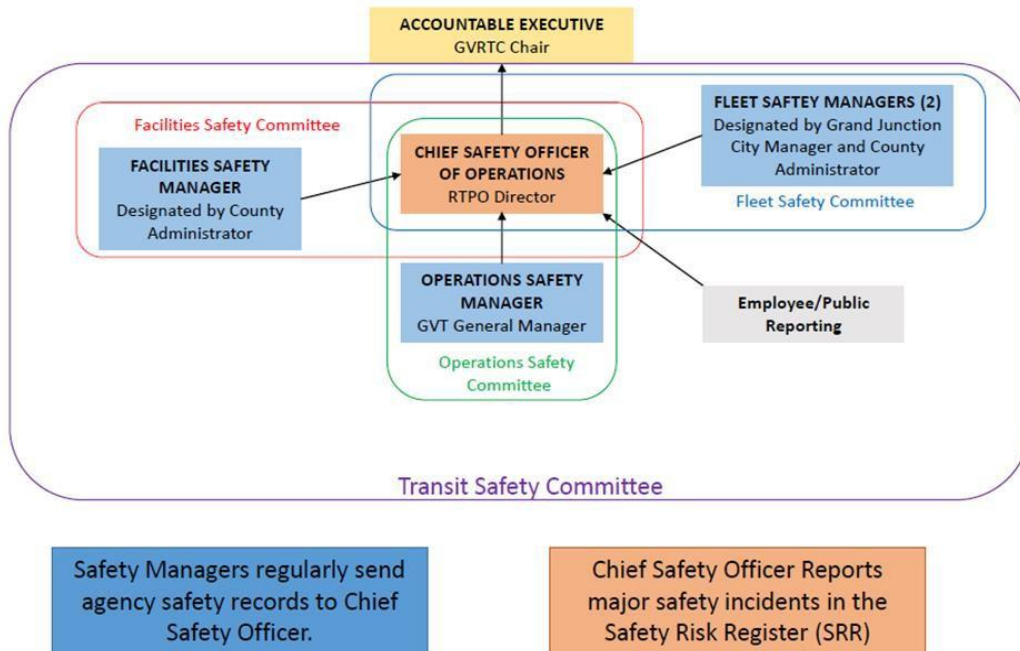 ACCOUNTABLE EXECUTIVE
GVRTC Chair
Facilities Safety Committee
FACILITIES SAFETY
MANAGER
Designated by County
Administrator
CHIEF SAFETY OFFICER
OF OPERATIONS
RTPO Director
FLEET SAFTEY MANAGERS (2)
Designated by Grand Junction
City Manager and County
Administrator
Fleet Safety Committee
OPERATIONS SAFETY
MANAGER
GVT General Manager
Operations Safety
Committee
Employee/Public
Reporting
Transit Safety Committee
Safety Managers regularly send
agency safety records to Chief
Safety Officer.
Chief Safety Officer Reports
major safety incidents in the
Safety Risk Register (SRR)